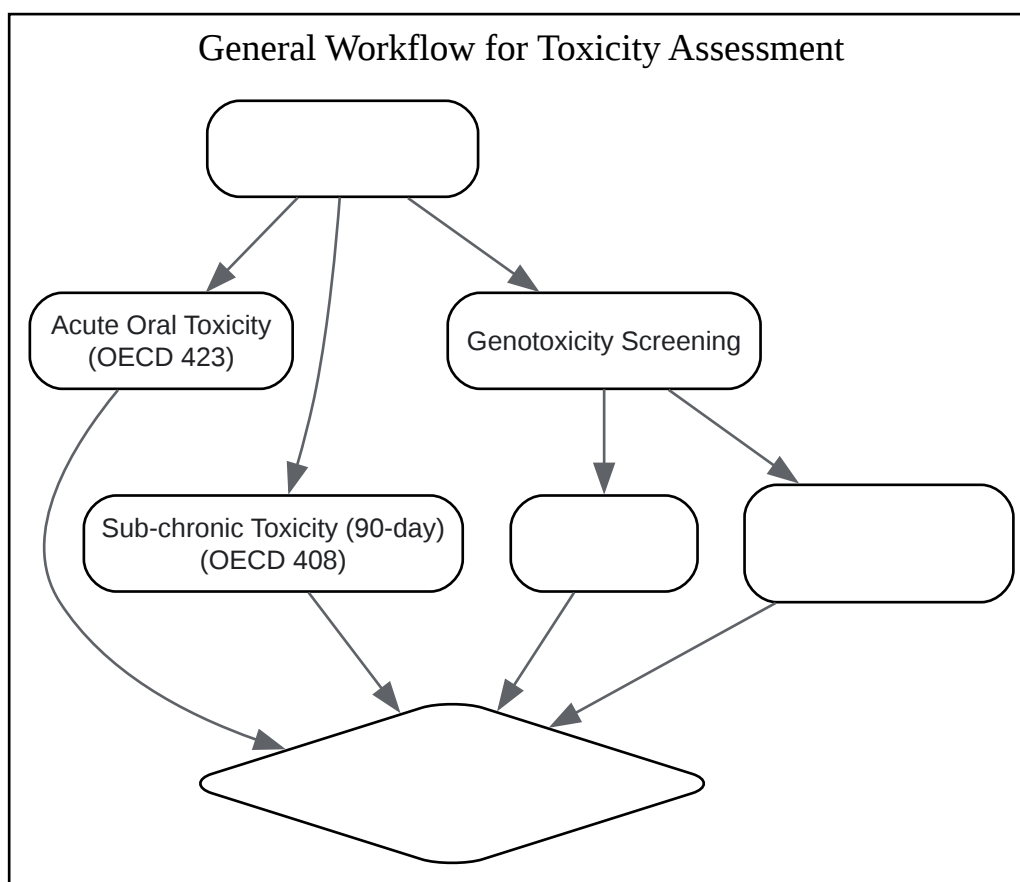 General Workflow for Toxicity Assessment
Acute Oral Toxicity
(OECD 423)
Genotoxicity Screening
Sub-chronic Toxicity (90-day)
(OECD 408)